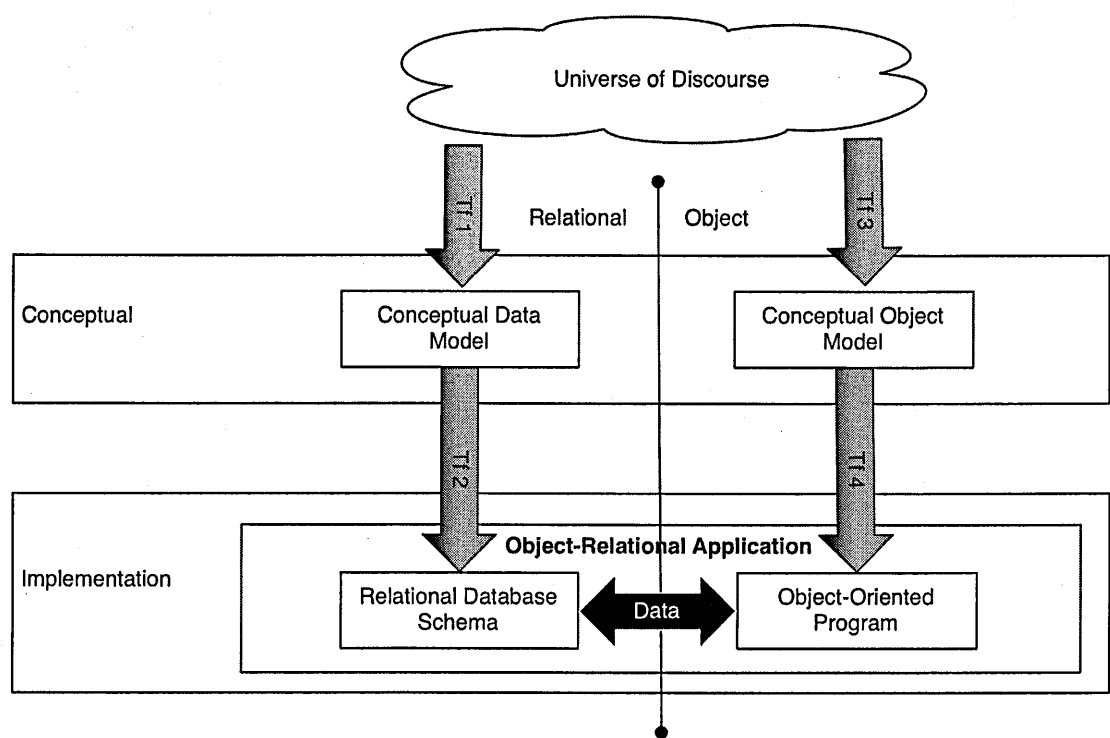 Universe of Discourse
Tf 1
Relational
Object
Tf 3
Conceptual
Conceptual Data
Model
Conceptual Object
Model
Tf 2
Tf 4
Object-Relational Application
Implementation
Relational Database
Schema
Data
Object-Oriented
Program